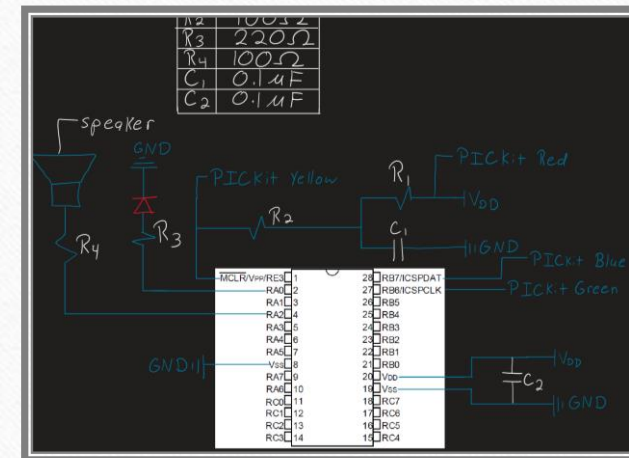 R2 100Ω
R3 220Ω
R4 100Ω
C1 0.1μF
C2 0.1μF
speaker
GND
PICkit Yellow
PICkit Red
R1
VDD
R2
C1
GND
R4
R3
PICkit Blue
PICkit Green
MCLR/VPP/RE3 1 28 RB7/ICSPDAT
RA0 2 27 RB6/ICSPCLK
RA1 3 26 RB5
RA2 4 25 RB4
RA3 5 24 RB3
RA4 6 23 RB2
RA5 7 22 RB1
GND Vss 8 21 RB0
RA7 9 20 VDD
RA6 10 19 Vss
RC0 11 18 RC7
RC1 12 17 RC6
RC2 13 16 RC5
RC3 14 15 RC4
VDD
C2
GND